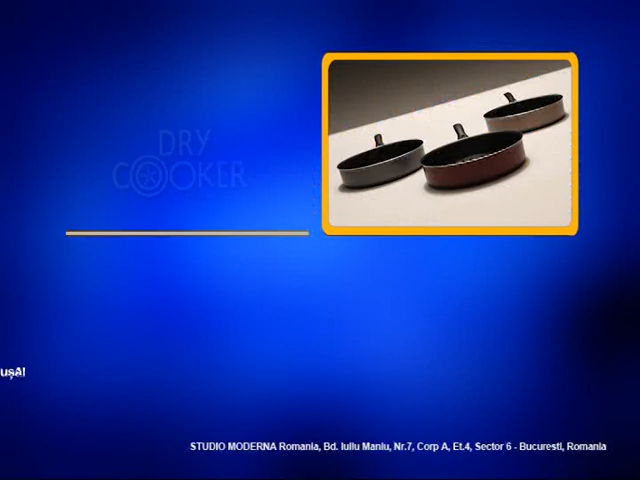 DRY
COOKER
ușă!
STUDIO MODERNA Romania, Bd. Iuliu Maniu, Nr.7, Corp A, Et.4, Sector 6 - Bucuresti, Romania